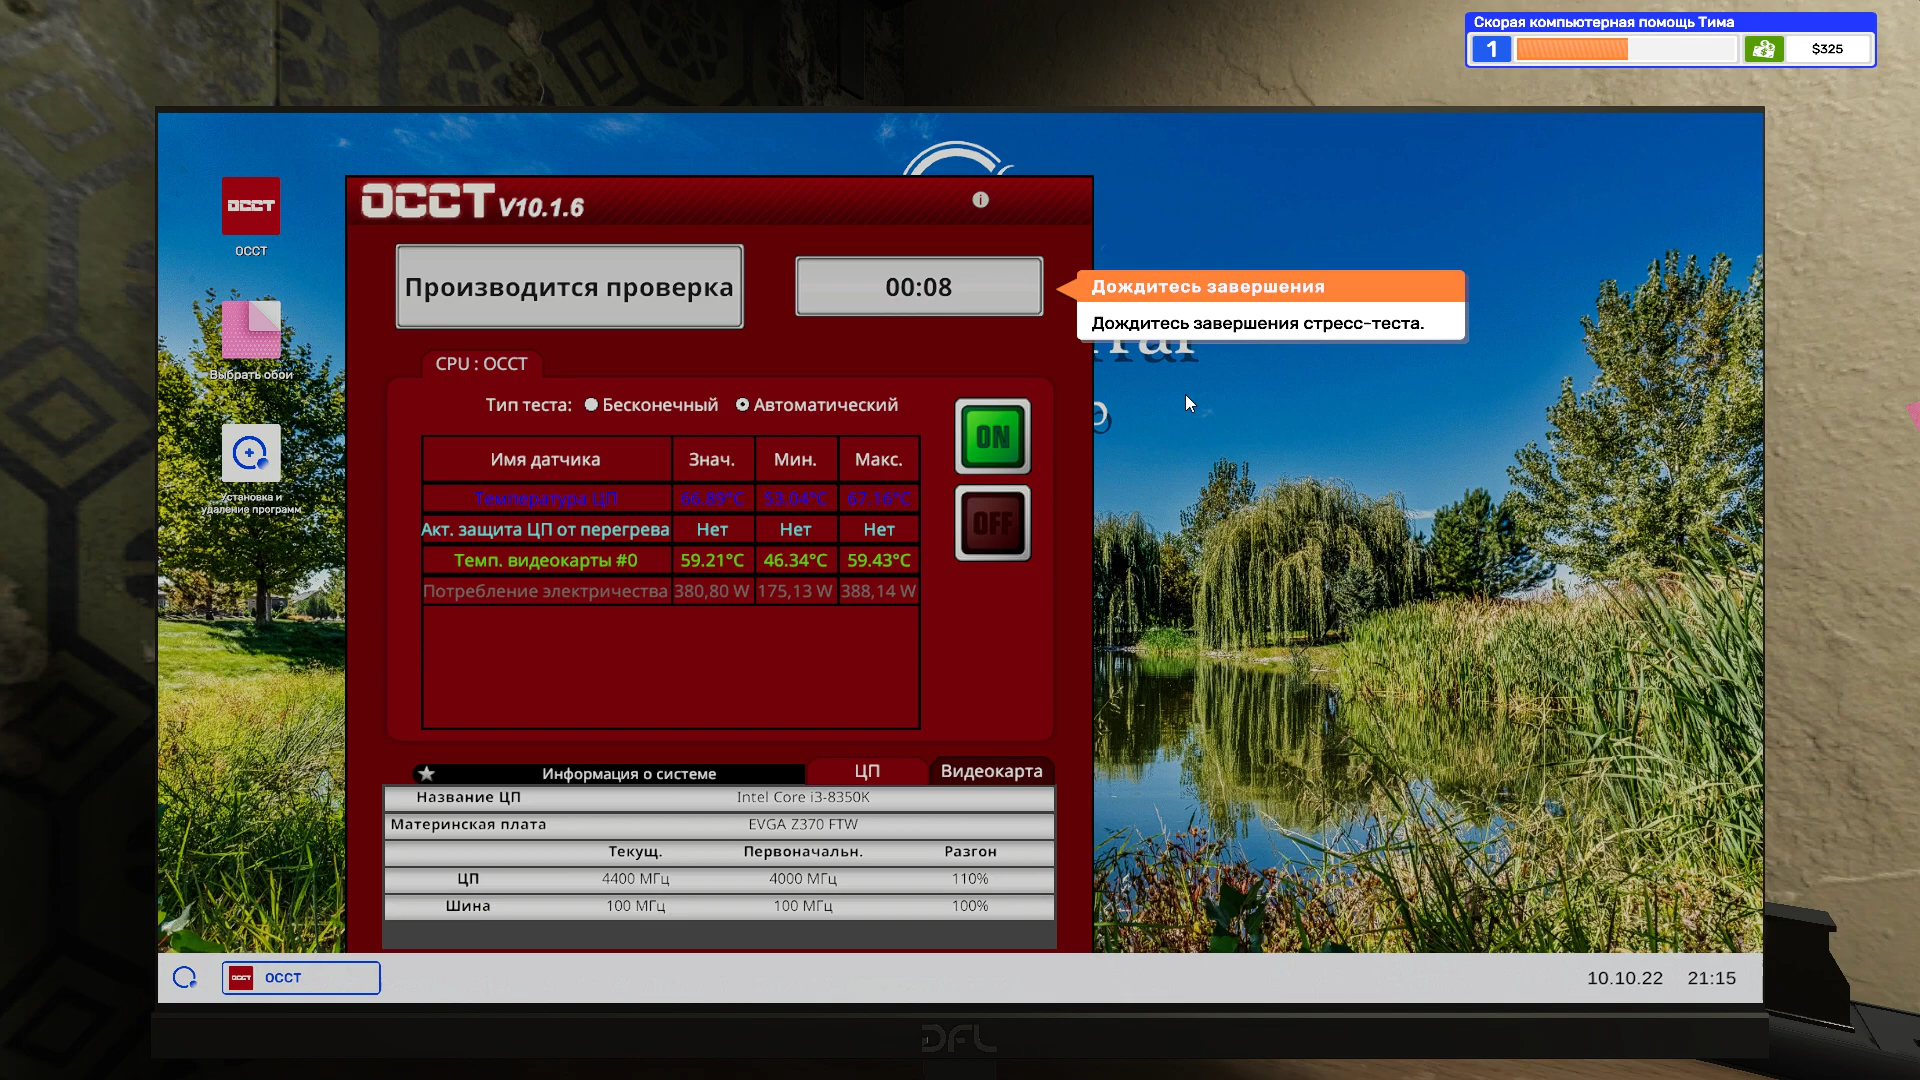 Скорая компьютерная помощь Тима
1
$325
OCCT V10.1.6
OCCT
OCCT
Производится проверка
00:08
Дождитесь завершения
Дождитесь завершения стресс-теста.
Выбрать обои
Установка и
удаление программ
CPU : OCCT
Тип теста: Бесконечный Автоматический
ON
OFF
Имя датчика Знач. Мин. Макс.
Температура ЦП 66.89°C 53.04°C 67.16°C
Акт. защита ЦП от перегрева Нет Нет Нет
Темп. видеокарты #0 59.21°C 46.34°C 59.43°C
Потребление электричества 380,80 W 175,13 W 388,14 W
Информация о системе ЦП Видеокарта
Название ЦП Intel Core i3-8350K
Материнская плата EVGA Z370 FTW
Текущ. Первоначальн. Разгон
ЦП 4400 МГц 4000 МГц 110%
Шина 100 МГц 100 МГц 100%
OCCT OCCT
10.10.22 21:15
DFL